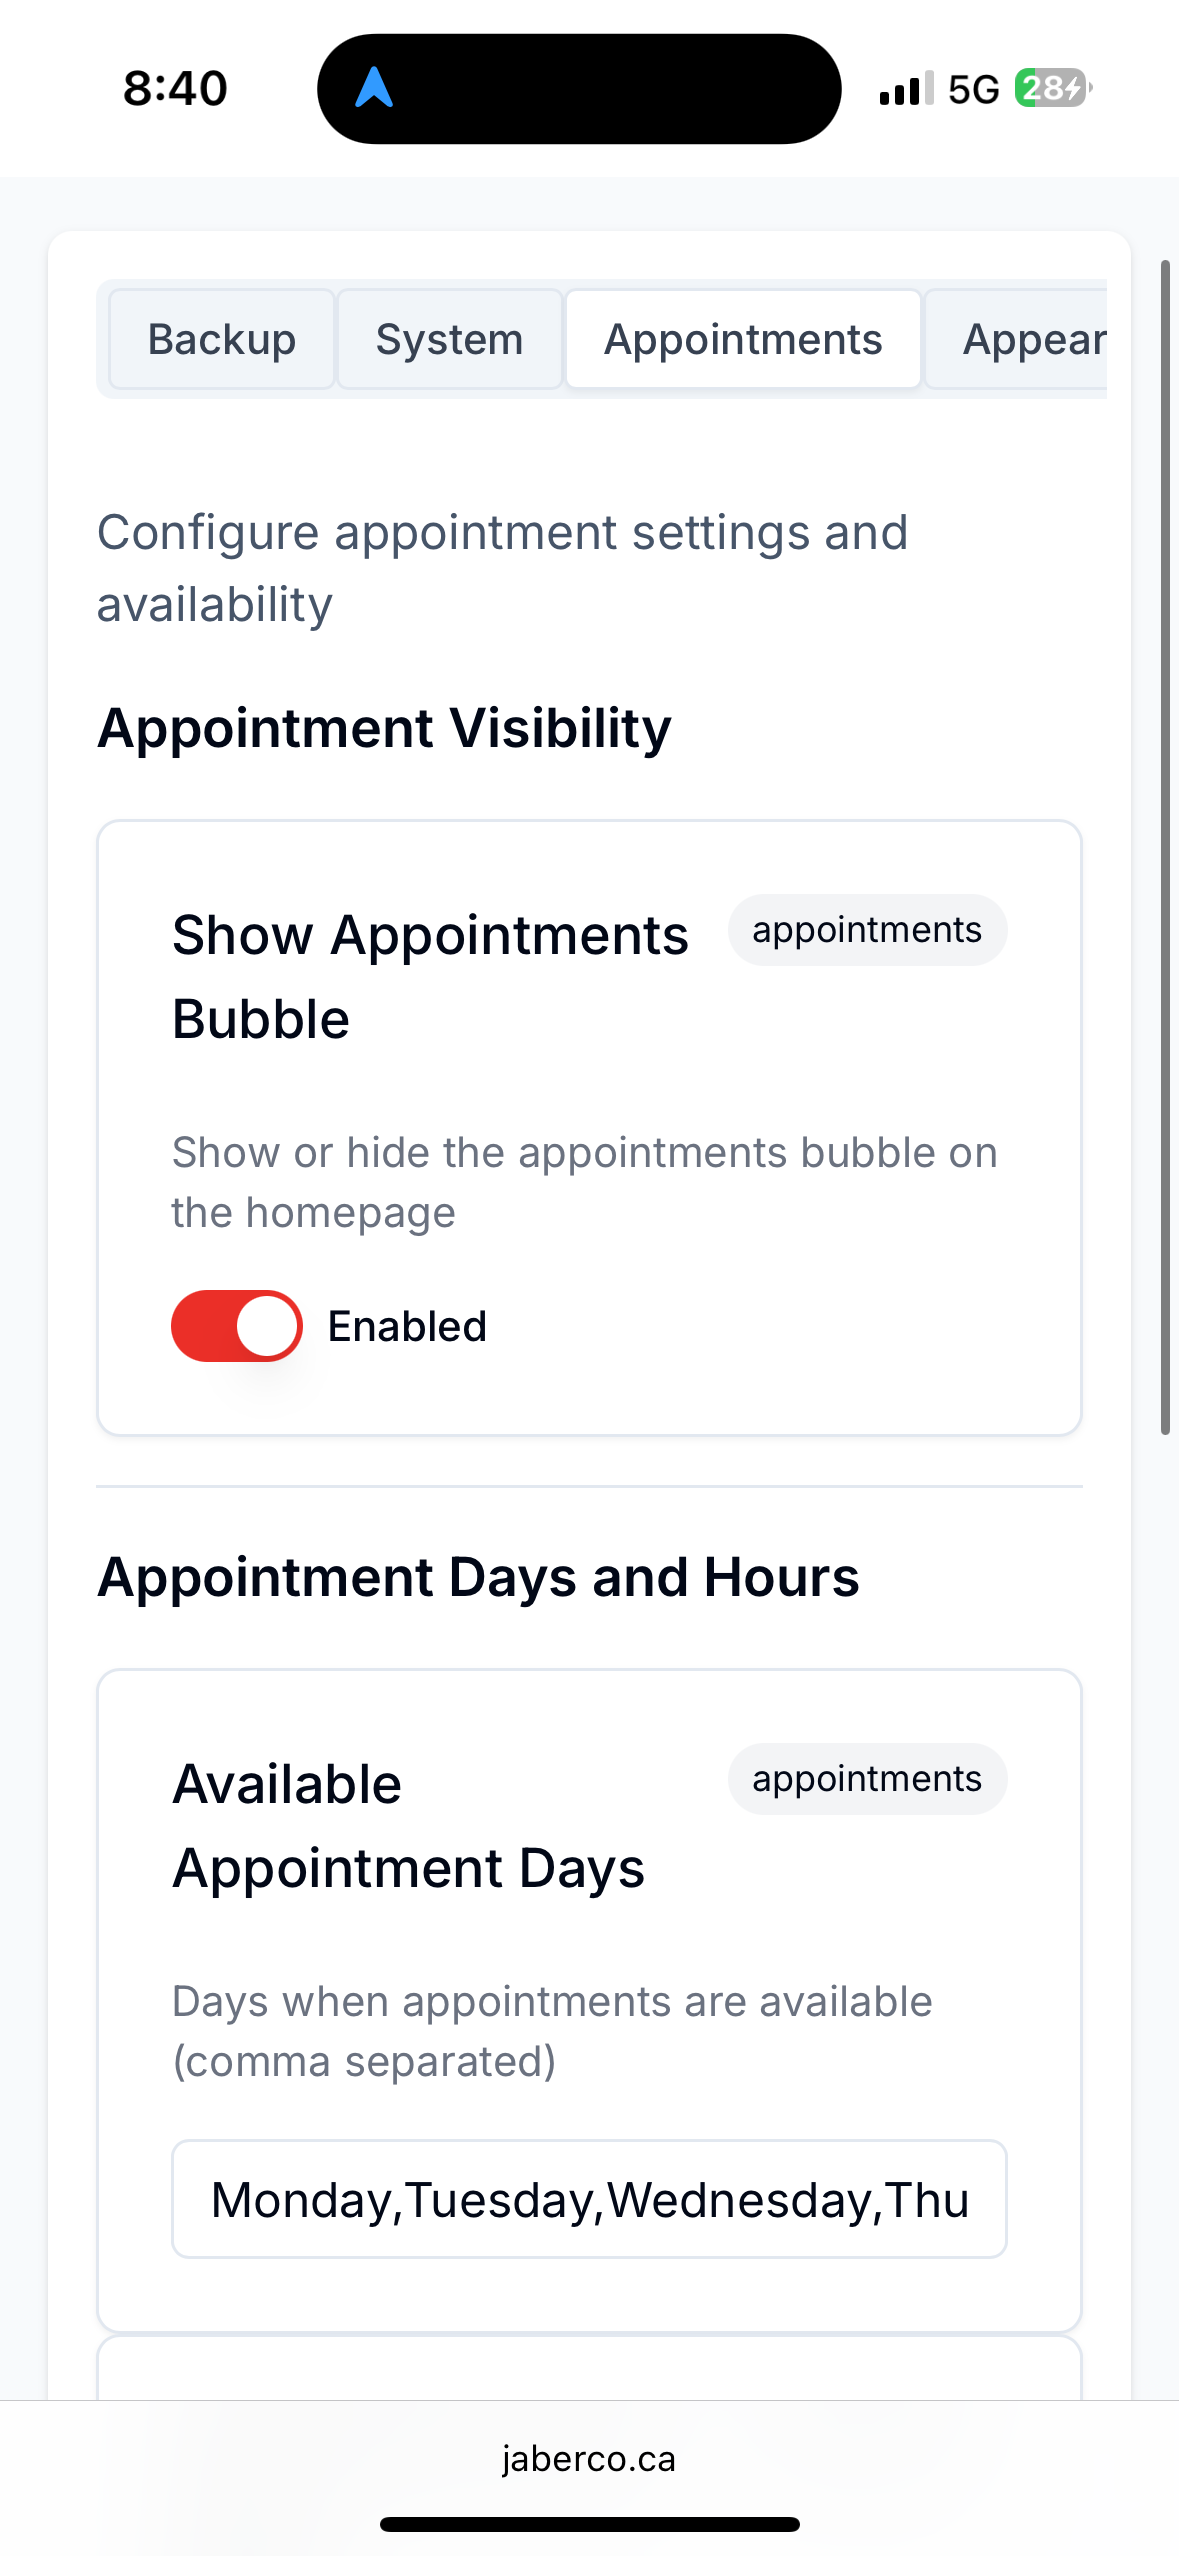 8:40
5G
28
Backup
System
Appointments
Appear
Configure appointment settings and
availability
Appointment Visibility
Show Appointments
Bubble
appointments
Show or hide the appointments bubble on
the homepage
Enabled
Appointment Days and Hours
Available
Appointment Days
appointments
Days when appointments are available
(comma separated)
Monday,Tuesday,Wednesday,Thu
jaberco.ca